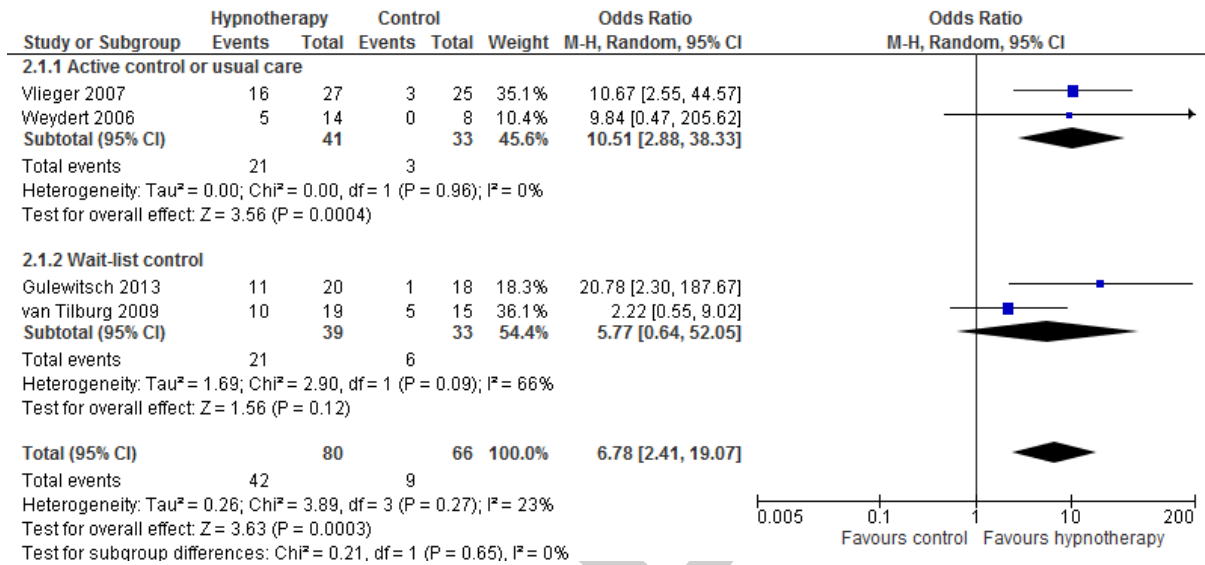 Hypnotherapy Control Odds Ratio Odds Ratio
Study or Subgroup Events Total Events Total Weight M-H, Random, 95% CI M-H, Random, 95% CI
2.1.1 Active control or usual care
Vlieger 2007 16 27 3 25 35.1% 10.67 [2.55, 44.57]
Weydert 2006 5 14 0 8 10.4% 9.84 [0.47, 205.62]
Subtotal (95% CI) 41 33 45.6% 10.51 [2.88, 38.33]
Total events 21 3
Heterogeneity: Tau² = 0.00; Chi² = 0.00, df = 1 (P = 0.96); I² = 0%
Test for overall effect: Z = 3.56 (P = 0.0004)
2.1.2 Wait-list control
Gulewitsch 2013 11 20 1 18 18.3% 20.78 [2.30, 187.67]
van Tilburg 2009 10 19 5 15 36.1% 2.22 [0.55, 9.02]
Subtotal (95% CI) 39 33 54.4% 5.77 [0.64, 52.05]
Total events 21 6
Heterogeneity: Tau² = 1.69; Chi² = 2.90, df = 1 (P = 0.09); I² = 66%
Test for overall effect: Z = 1.56 (P = 0.12)
Total (95% CI) 80 66 100.0% 6.78 [2.41, 19.07]
Total events 42 9
Heterogeneity: Tau² = 0.26; Chi² = 3.89, df = 3 (P = 0.27); I² = 23%
Test for overall effect: Z = 3.63 (P = 0.0003)
Test for subgroup differences: Chi² = 0.21, df = 1 (P = 0.65), I² = 0%
0.005 0.1 1 10 200
Favours control Favours hypnotherapy